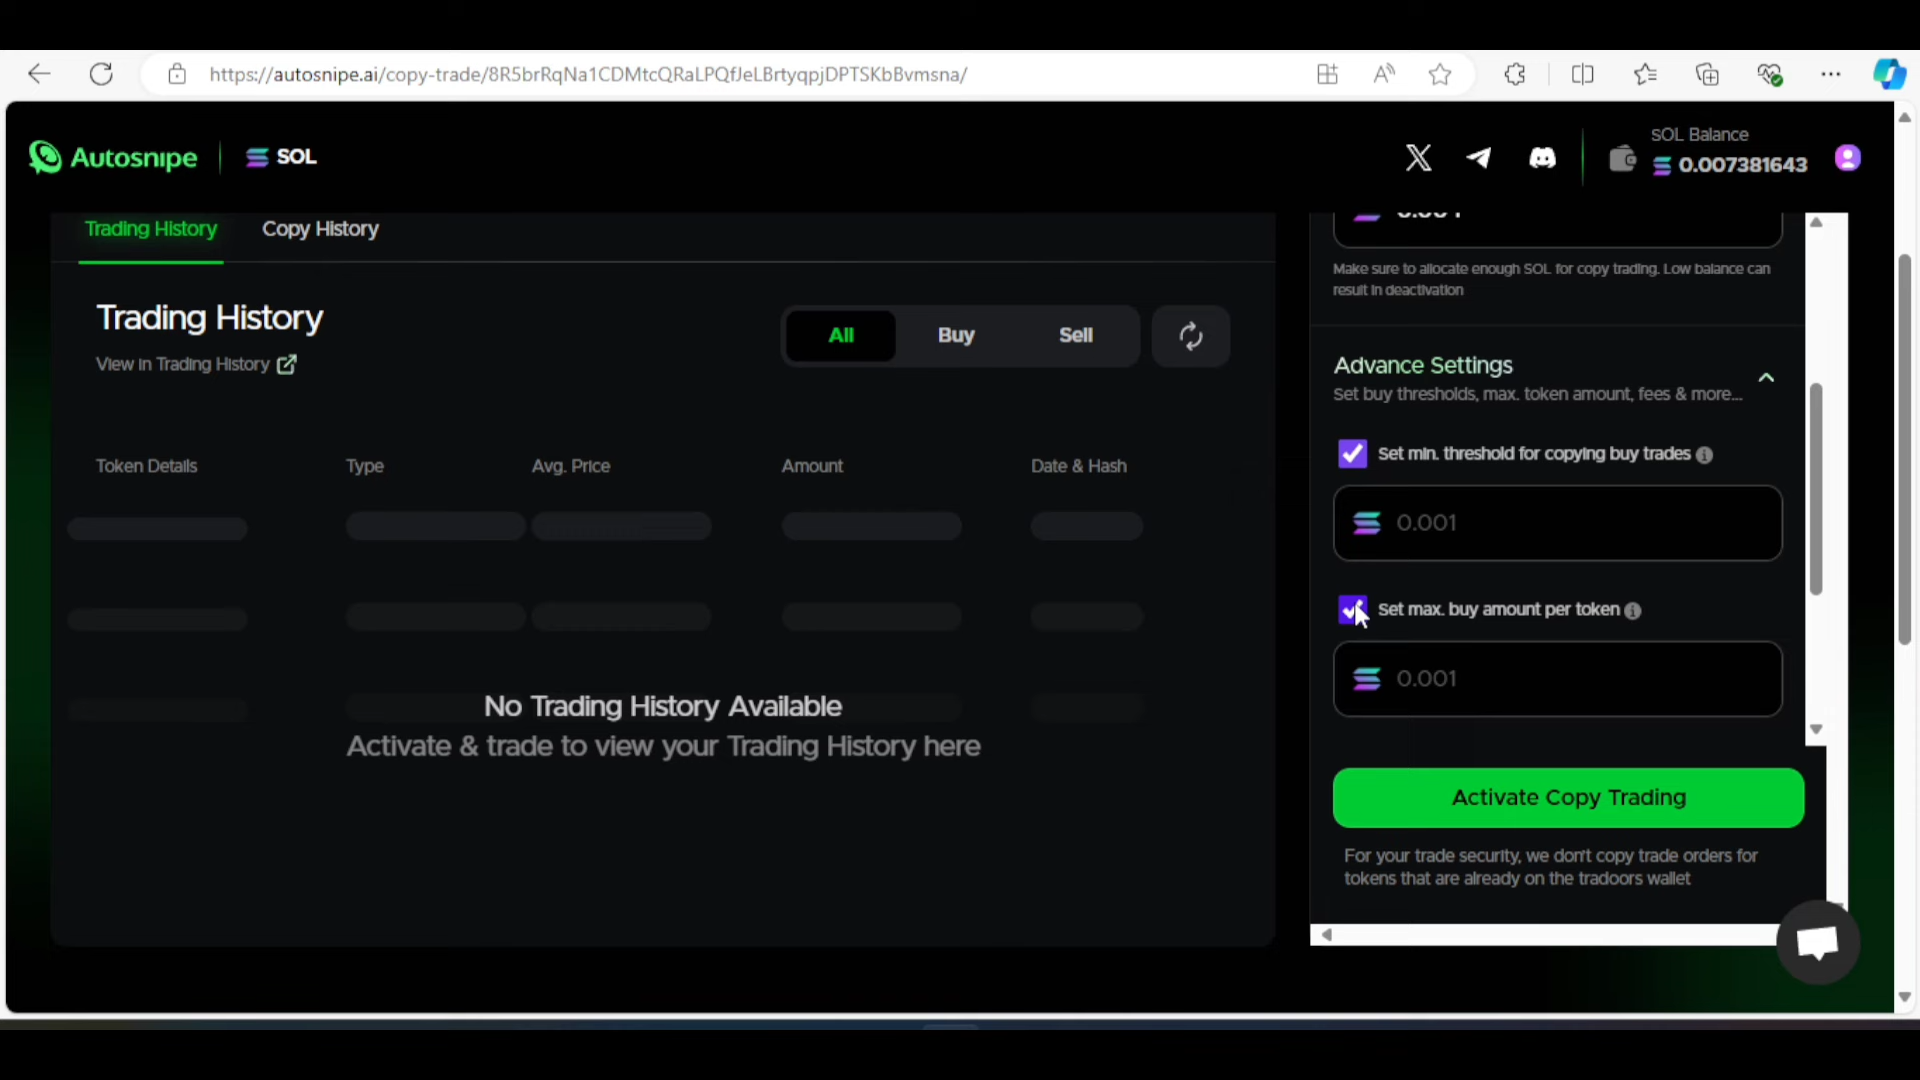 https://autosnipe.ai/copy-trade/8R5brRqNa1CDMtcQRaLPQfJeLBrtyqpjDPTSKbBvmsna/
Autosnipe
SOL
SOL Balance
0.007381643
Trading History
Copy History
Trading History
View in Trading History
All
Buy
Sell
Token Details
Type
Avg. Price
Amount
Date & Hash
No Trading History Available
Activate & trade to view your Trading History here
0.001
Make sure to allocate enough SOL for copy trading. Low balance can
result in deactivation
Advance Settings
Set buy thresholds, max. token amount, fees & more...
Set min. threshold for copying buy trades
0.001
Set max. buy amount per token
0.001
Activate Copy Trading
For your trade security, we don't copy trade orders for
tokens that are already on the tradoors wallet